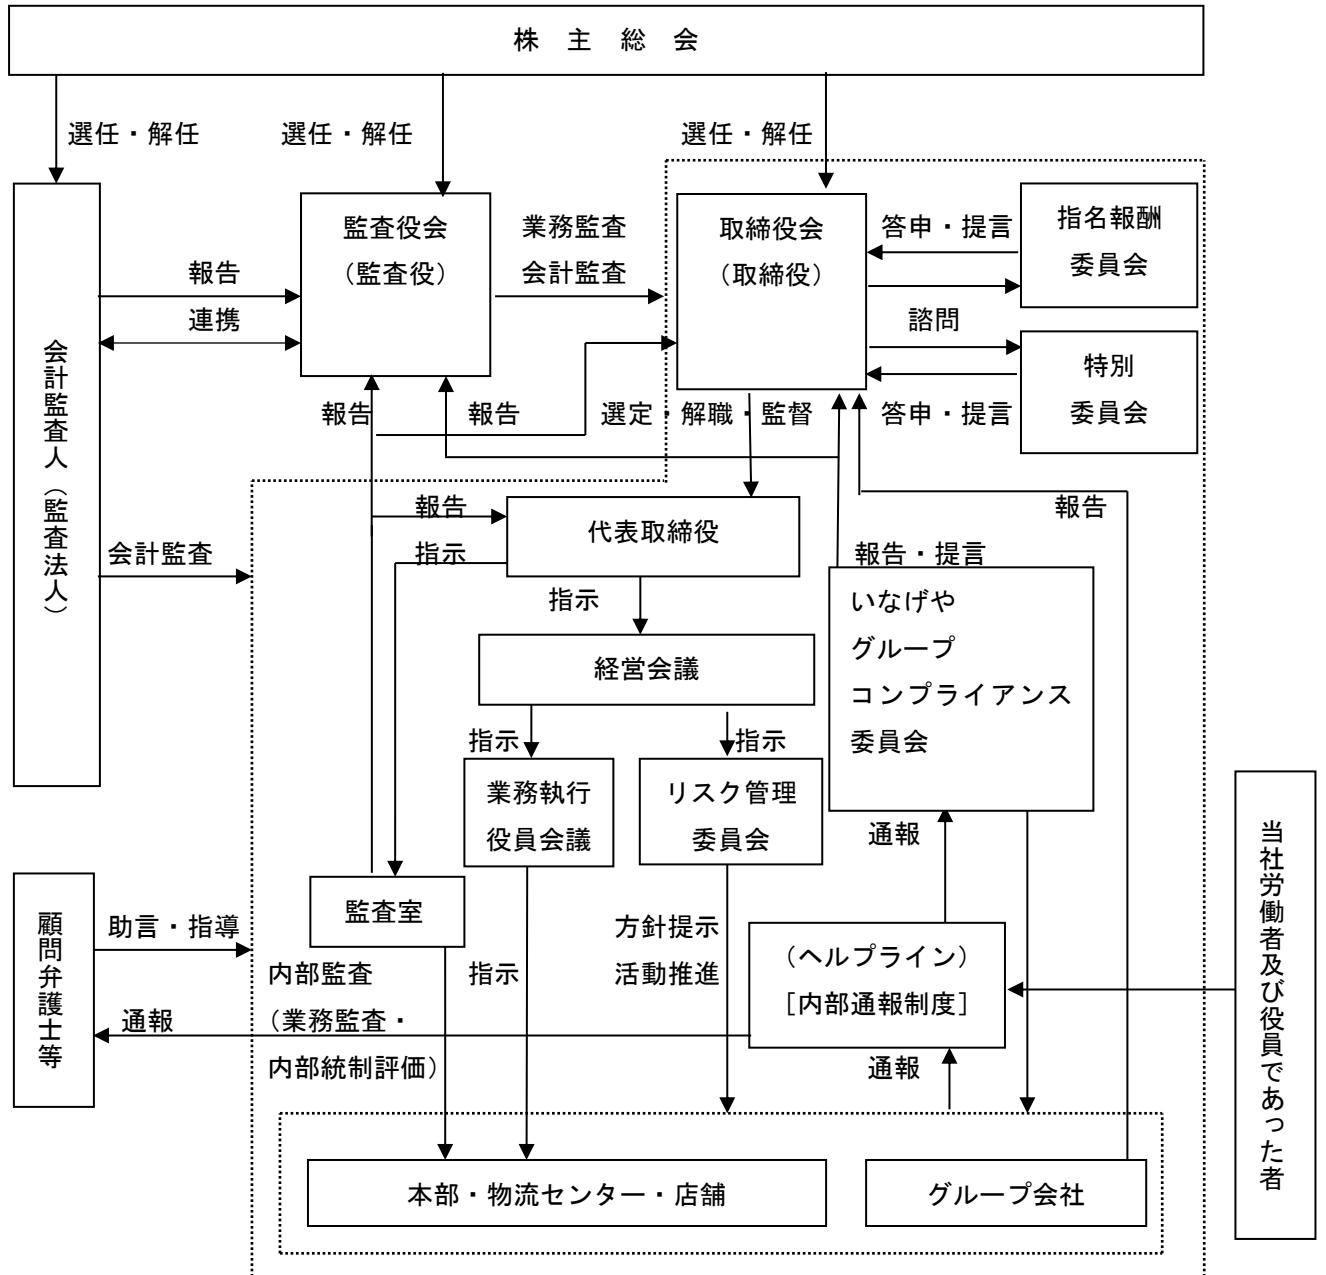 株 主 総 会
選任・解任
選任・解任
選任・解任
監査役会
（監査役）
業務監査
会計監査
取締役会
（取締役）
答申・提言
指名報酬
委員会
報告
連携
諮問
特別
委員会
会計監査人（監査法人）
報告
報告
選定・解職・監督
答申・提言
報告
報告
代表取締役
会計監査
指示
報告・提言
指示
いなげや
グループ
コンプライアンス
委員会
経営会議
指示
指示
業務執行
役員会議
リスク管理
委員会
通報
当社労働者及び役員であった者
監査室
顧問弁護士等
助言・指導
方針提示
活動推進
（ヘルプライン）
［内部通報制度］
内部監査
（業務監査・
内部統制評価）
指示
通報
通報
本部・物流センター・店舗
グループ会社